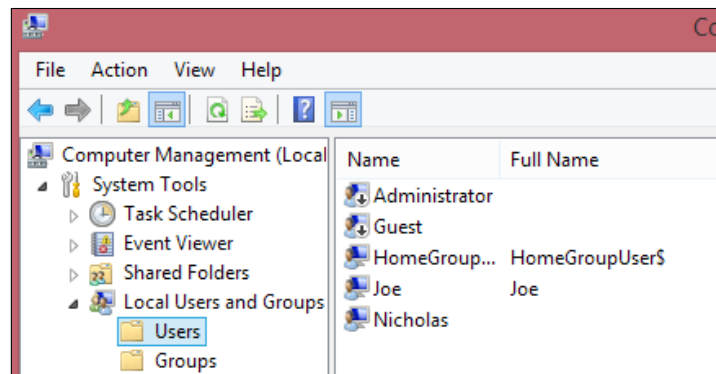 Co
File Action View Help
Computer Management (Local
System Tools
Task Scheduler
Event Viewer
Shared Folders
Local Users and Groups
Users
Groups
Name Full Name
Administrator
Guest
HomeGroup... HomeGroupUser$
Joe Joe
Nicholas